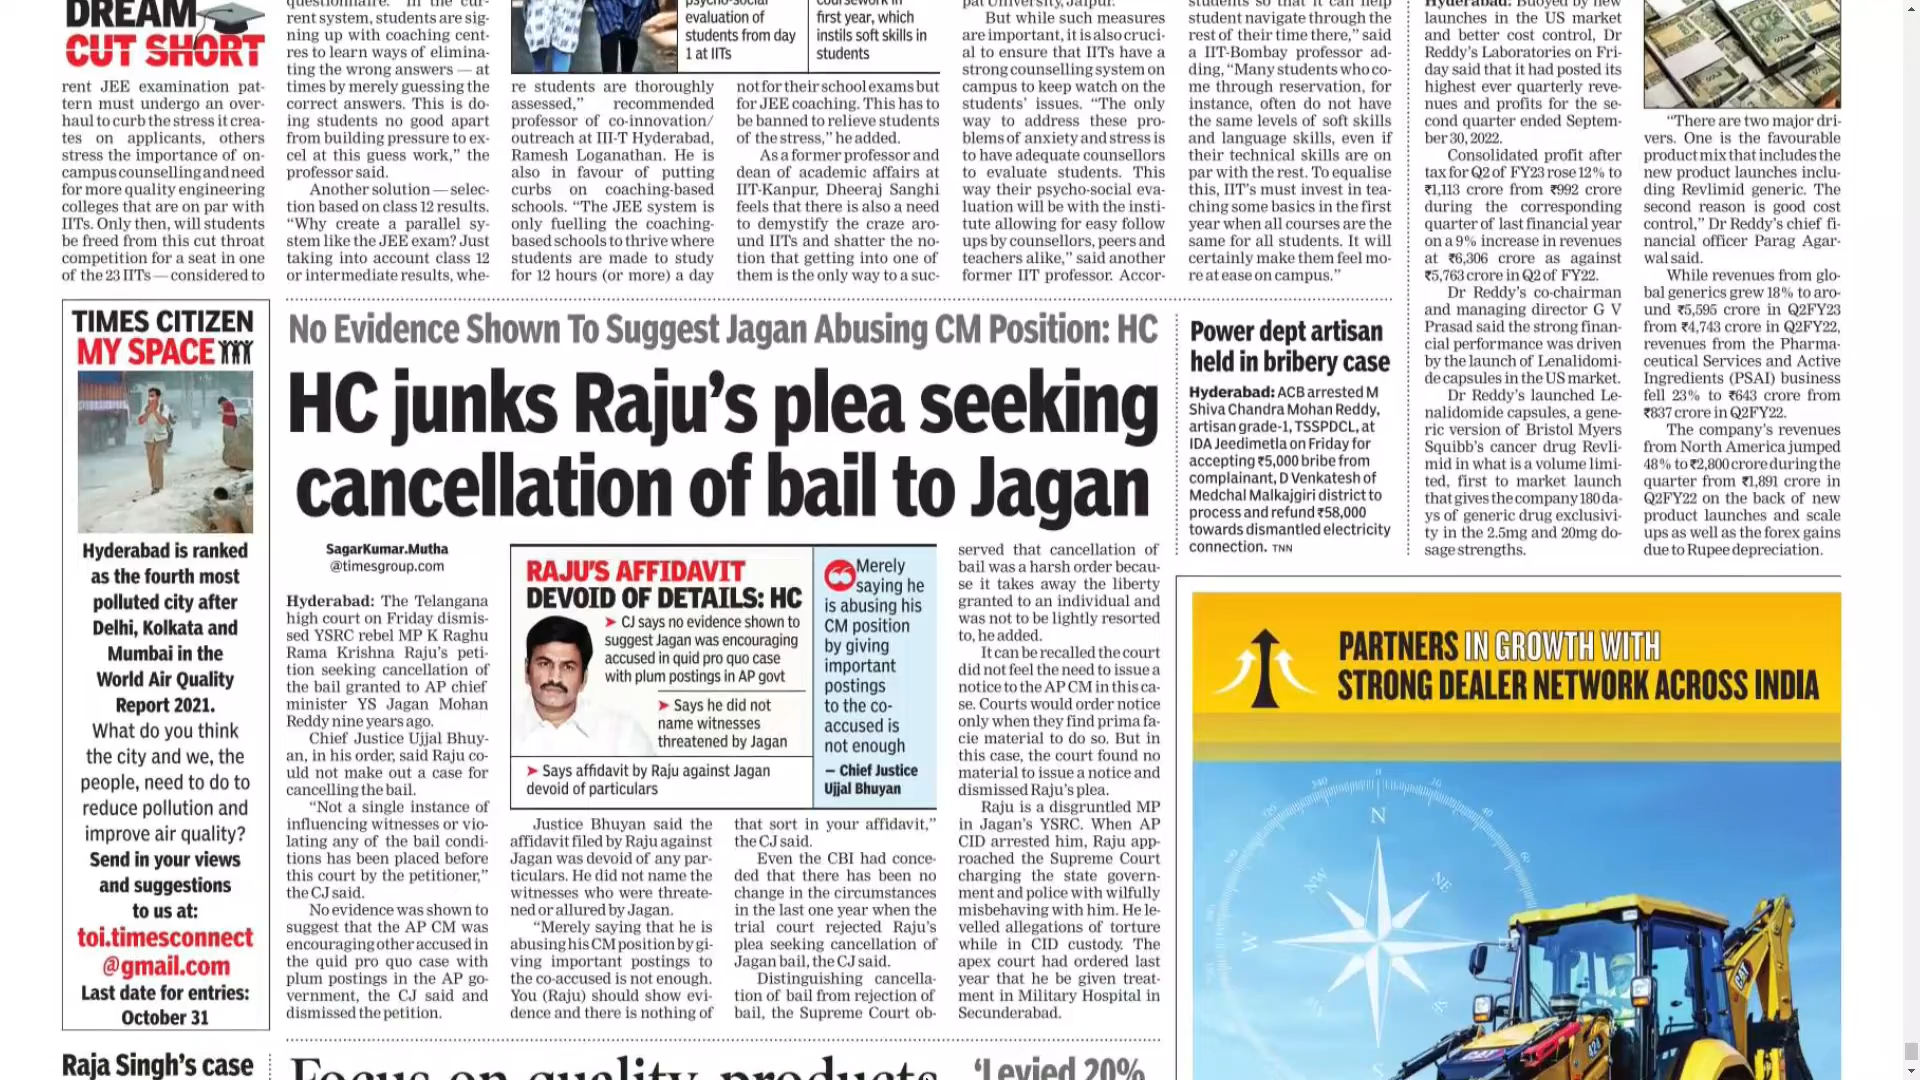 DREAM
CUT SHORT
rent JEE examination pat-
tern must undergo an over-
haul to curb the stress it crea-
tes on applicants, others
stress the importance of on-
campus counselling and need
for more quality engineering
colleges that are on par with
IITs. Only then, will students
be freed from this cut throat
competition for a seat in one
of the 23 IITs — considered to
rent system, students are sig-
ning up with coaching cent-
res to learn ways of elimina-
ting the wrong answers — at
times by merely guessing the
correct answers. This is do-
ing students no good apart
from building pressure to ex-
cel at this guess work,” the
professor said.
Another solution — selec-
tion based on class 12 results.
“Why create a parallel sy-
stem like the JEE exam? Just
taking into account class 12
or intermediate results, whe-
psycho-social
evaluation of
students from day
1 at IITs
coursework in
first year, which
instils soft skills in
students
re students are thoroughly
assessed,” recommended
professor of co-innovation/
outreach at III-T Hyderabad,
Ramesh Loganathan. He is
also in favour of putting
curbs on coaching-based
schools. “The JEE system is
only fuelling the coaching-
based schools to thrive where
students are made to study
for 12 hours (or more) a day
not for their school exams but
for JEE coaching. This has to
be banned to relieve students
of the stress,” he added.
As a former professor and
dean of academic affairs at
IIT-Kanpur, Dheeraj Sanghi
feels that there is also a need
to demystify the craze aro-
und IITs and shatter the no-
tion that getting into one of
them is the only way to a suc-
pat University, Jaipur.
But while such measures
are important, it is also cruci-
al to ensure that IITs have a
strong counselling system on
campus to keep watch on the
students’ issues. “The only
way to address these pro-
blems of anxiety and stress is
to have adequate counsellors
to evaluate students. This
way their psycho-social eva-
luation will be with the insti-
tute allowing for easy follow
ups by counsellors, peers and
teachers alike,” said another
former IIT professor. Accor-
students so that it can help
student navigate through the
rest of their time there,” said
a IIT-Bombay professor ad-
ding, “Many students who co-
me through reservation, for
instance, often do not have
the same levels of soft skills
and language skills, even if
their technical skills are on
par with the rest. To equalise
this, IIT’s must invest in tea-
ching some basics in the first
year when all courses are the
same for all students. It will
certainly make them feel mo-
re at ease on campus.”
Hyderabad: Buoyed by new
launches in the US market
and better cost control, Dr
Reddy’s Laboratories on Fri-
day said that it had posted its
highest ever quarterly reve-
nues and profits for the se-
cond quarter ended Septem-
ber 30, 2022.
Consolidated profit after
tax for Q2 of FY23 rose 12% to
₹1,113 crore from ₹992 crore
during the corresponding
quarter of last financial year
on a 9% increase in revenues
at ₹6,306 crore as against
₹5,763 crore in Q2 of FY22.
Dr Reddy’s co-chairman
and managing director G V
Prasad said the strong finan-
cial performance was driven
by the launch of Lenalidomi-
de capsules in the US market.
Dr Reddy’s launched Le-
nalidomide capsules, a gene-
ric version of Bristol Myers
Squibb’s cancer drug Revli-
mid in what is a volume limi-
ted, first to market launch
that gives the company 180 da-
ys of generic drug exclusivi-
ty in the 2.5mg and 20mg do-
sage strengths.
“There are two major dri-
vers. One is the favourable
product mix that includes the
new product launches inclu-
ding Revlimid generic. The
second reason is good cost
control,” Dr Reddy’s chief fi-
nancial officer Parag Agar-
wal said.
While revenues from glo-
bal generics grew 18% to aro-
und ₹5,595 crore in Q2FY23
from ₹4,743 crore in Q2FY22,
revenues from the Pharma-
ceutical Services and Active
Ingredients (PSAI) business
fell 23% to ₹643 crore from
₹837 crore in Q2FY22.
The company’s revenues
from North America jumped
48% to ₹2,800 crore during the
quarter from ₹1,891 crore in
Q2FY22 on the back of new
product launches and scale
ups as well as the forex gains
due to Rupee depreciation.
TIMES CITIZEN
MY SPACE
Hyderabad is ranked
as the fourth most
polluted city after
Delhi, Kolkata and
Mumbai in the
World Air Quality
Report 2021.
What do you think
the city and we, the
people, need to do to
reduce pollution and
improve air quality?
Send in your views
and suggestions
to us at:
toi.timesconnect
@gmail.com
Last date for entries:
October 31
Raja Singh’s case
No Evidence Shown To Suggest Jagan Abusing CM Position: HC
HC junks Raju’s plea seeking
cancellation of bail to Jagan
SagarKumar.Mutha
@timesgroup.com
Hyderabad: The Telangana
high court on Friday dismis-
sed YSRC rebel MP K Raghu
Rama Krishna Raju’s peti-
tion seeking cancellation of
the bail granted to AP chief
minister YS Jagan Mohan
Reddy nine years ago.
Chief Justice Ujjal Bhuy-
an, in his order, said Raju co-
uld not make out a case for
cancelling the bail.
“Not a single instance of
influencing witnesses or vio-
lating any of the bail condi-
tions has been placed before
this court by the petitioner,”
the CJ said.
No evidence was shown to
suggest that the AP CM was
encouraging other accused in
the quid pro quo case with
plum postings in the AP go-
vernment, the CJ said and
dismissed the petition.
RAJU’S AFFIDAVIT
DEVOID OF DETAILS: HC
CJ says no evidence shown to
suggest Jagan was encouraging
accused in quid pro quo case
with plum postings in AP govt
Says he did not
name witnesses
threatened by Jagan
Says affidavit by Raju against Jagan
devoid of particulars
Merely
saying he
is abusing his
CM position
by giving
important
postings
to the co-
accused is
not enough
— Chief Justice
Ujjal Bhuyan
Justice Bhuyan said the
affidavit filed by Raju against
Jagan was devoid of any par-
ticulars. He did not name the
witnesses who were threate-
ned or allured by Jagan.
“Merely saying that he is
abusing his CM position by gi-
ving important postings to
the co-accused is not enough.
You (Raju) should show evi-
dence and there is nothing of
that sort in your affidavit,”
the CJ said.
Even the CBI had conce-
ded that there has been no
change in the circumstances
in the last one year when the
trial court rejected Raju’s
plea seeking cancellation of
Jagan bail, the CJ said.
Distinguishing cancella-
tion of bail from rejection of
bail, the Supreme Court ob-
served that cancellation of
bail was a harsh order becau-
se it takes away the liberty
granted to an individual and
was not to be lightly resorted
to, he added.
It can be recalled the court
did not feel the need to issue a
notice to the AP CM in this ca-
se. Courts would order notice
only when they find prima fa-
cie material to do so. But in
this case, the court found no
material to issue a notice and
dismissed Raju’s plea.
Raju is a disgruntled MP
in Jagan’s YSRC. When AP
CID arrested him, Raju app-
roached the Supreme Court
charging the state govern-
ment and police with wilfully
misbehaving with him. He le-
velled allegations of torture
while in CID custody. The
apex court had ordered last
year that he be given treat-
ment in Military Hospital in
Secunderabad.
Power dept artisan
held in bribery case
Hyderabad: ACB arrested M
Shiva Chandra Mohan Reddy,
artisan grade-1, TSSPDCL, at
IDA Jeedimetla on Friday for
accepting ₹5,000 bribe from
complainant, D Venkatesh of
Medchal Malkajgiri district to
process and refund ₹58,000
towards dismantled electricity
connection. TNN
PARTNERS IN GROWTH WITH
STRONG DEALER NETWORK ACROSS INDIA
N
NW
NE
W
S
CAT
CAT
424
Focus on quality products
‘Levied 20%